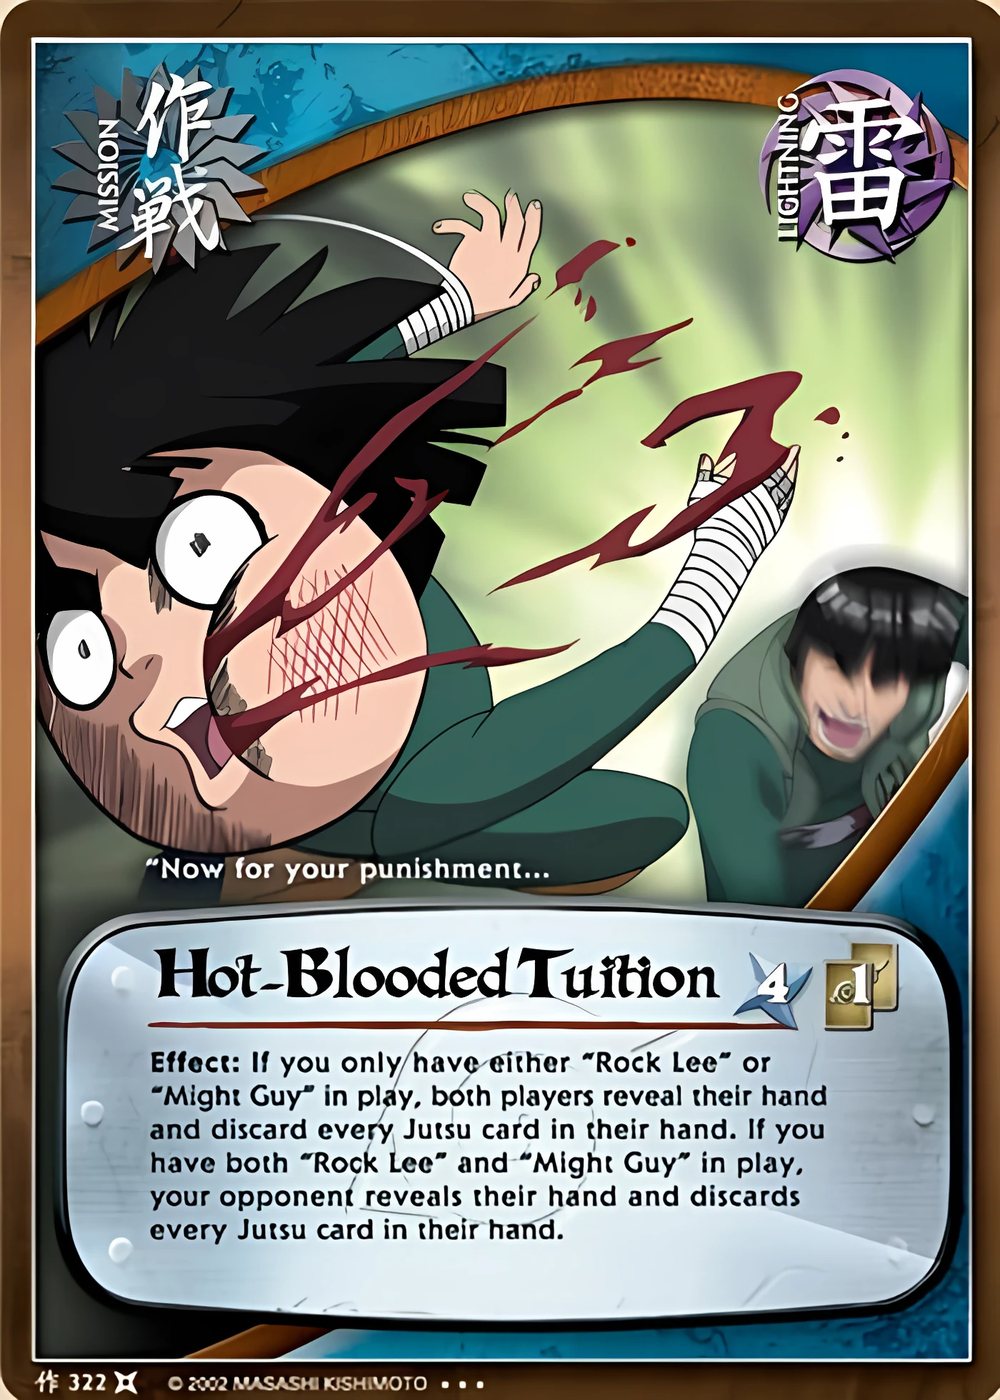 作戦
MISSION
雷
LIGHTNING
"Now for your punishment...
Hot-Blooded Tuition 4 1
Effect: If you only have either "Rock Lee" or
"Might Guy" in play, both players reveal their hand
and discard every Jutsu card in their hand. If you
have both "Rock Lee" and "Might Guy" in play,
your opponent reveals their hand and discards
every Jutsu card in their hand.
作 322 © 2002 MASASHI KISHIMOTO